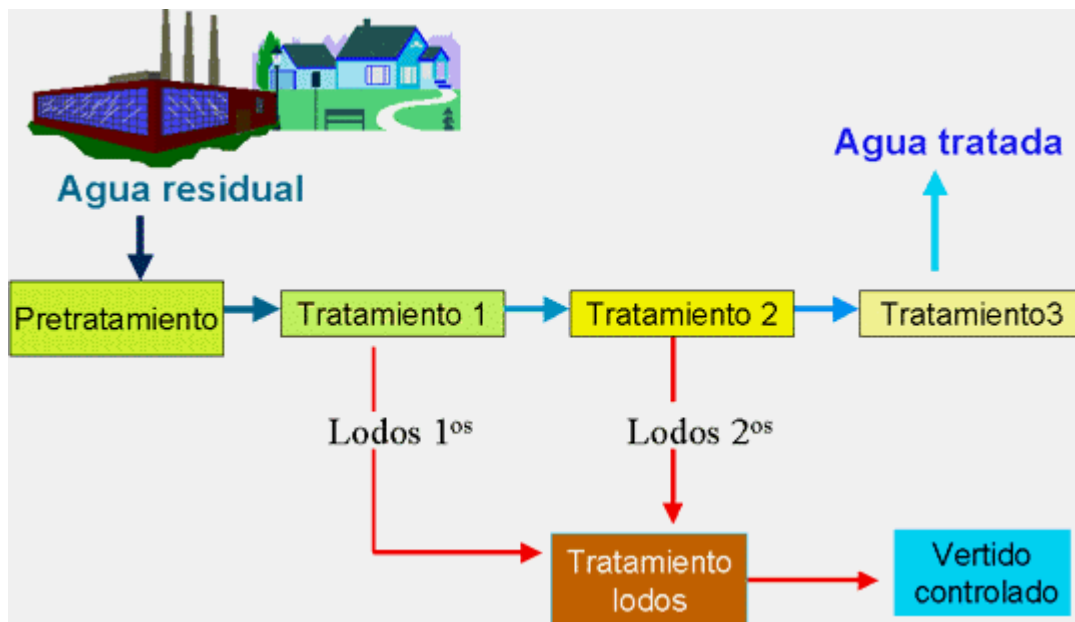 Agua residual
Agua tratada
Pretratamiento
Tratamiento 1
Tratamiento 2
Tratamiento3
Lodos 1os
Lodos 2os
Tratamiento
lodos
Vertido
controlado